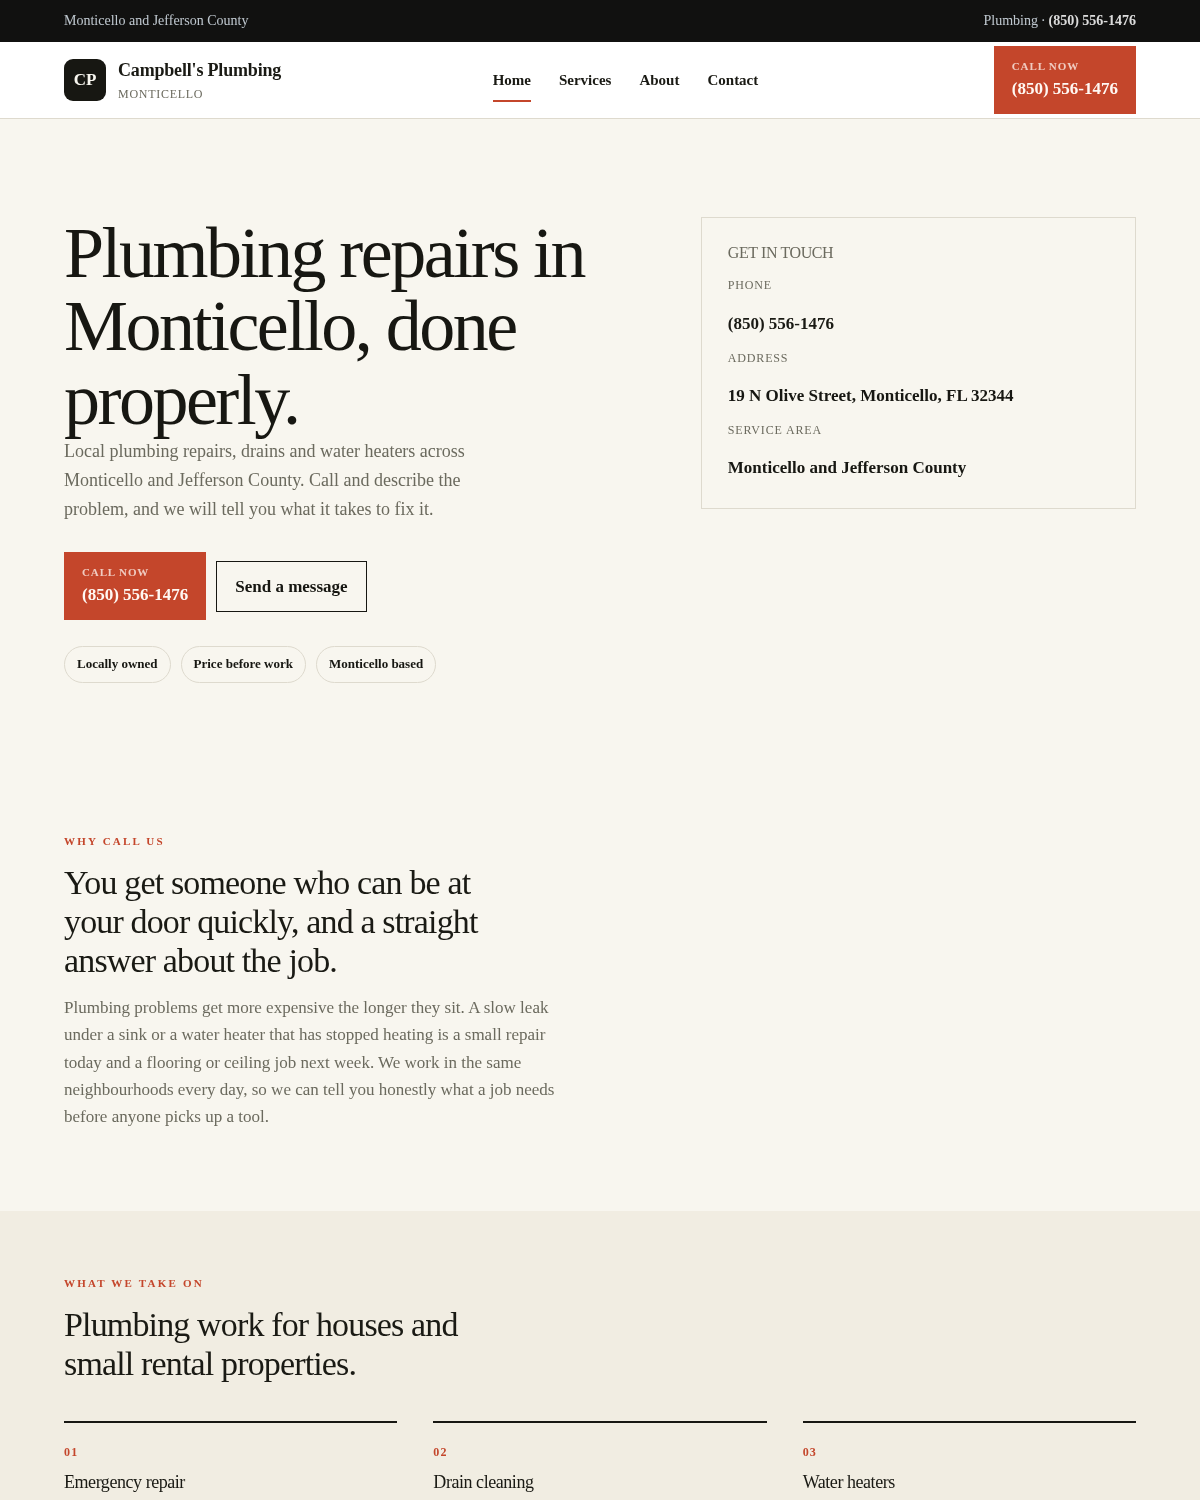 Monticello and Jefferson County
Plumbing · (850) 556-1476
CP
Campbell's Plumbing
MONTICELLO
Home
Services
About
Contact
CALL NOW
(850) 556-1476
Plumbing repairs in
Monticello, done
properly.
Local plumbing repairs, drains and water heaters across
Monticello and Jefferson County. Call and describe the
problem, and we will tell you what it takes to fix it.
CALL NOW
(850) 556-1476
Send a message
Locally owned
Price before work
Monticello based
GET IN TOUCH
PHONE
(850) 556-1476
ADDRESS
19 N Olive Street, Monticello, FL 32344
SERVICE AREA
Monticello and Jefferson County
WHY CALL US
You get someone who can be at
your door quickly, and a straight
answer about the job.
Plumbing problems get more expensive the longer they sit. A slow leak
under a sink or a water heater that has stopped heating is a small repair
today and a flooring or ceiling job next week. We work in the same
neighbourhoods every day, so we can tell you honestly what a job needs
before anyone picks up a tool.
WHAT WE TAKE ON
Plumbing work for houses and
small rental properties.
01
Emergency repair
02
Drain cleaning
03
Water heaters